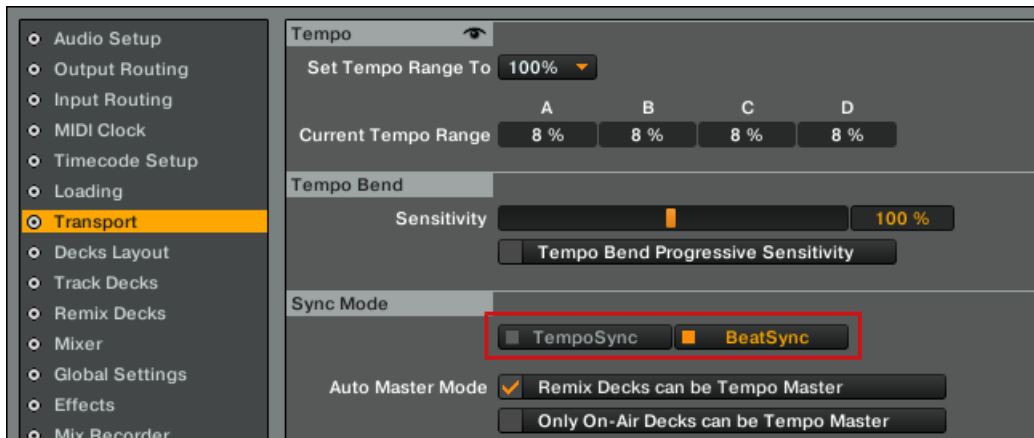 Audio Setup
Output Routing
Input Routing
MIDI Clock
Timecode Setup
Loading
Transport
Decks Layout
Track Decks
Remix Decks
Mixer
Global Settings
Effects
Mix Recorder
Tempo
Set Tempo Range To 100%
A B C D
Current Tempo Range 8 % 8 % 8 % 8 %
Tempo Bend
Sensitivity 100 %
Tempo Bend Progressive Sensitivity
Sync Mode
TempoSync BeatSync
Auto Master Mode Remix Decks can be Tempo Master
Only On-Air Decks can be Tempo Master